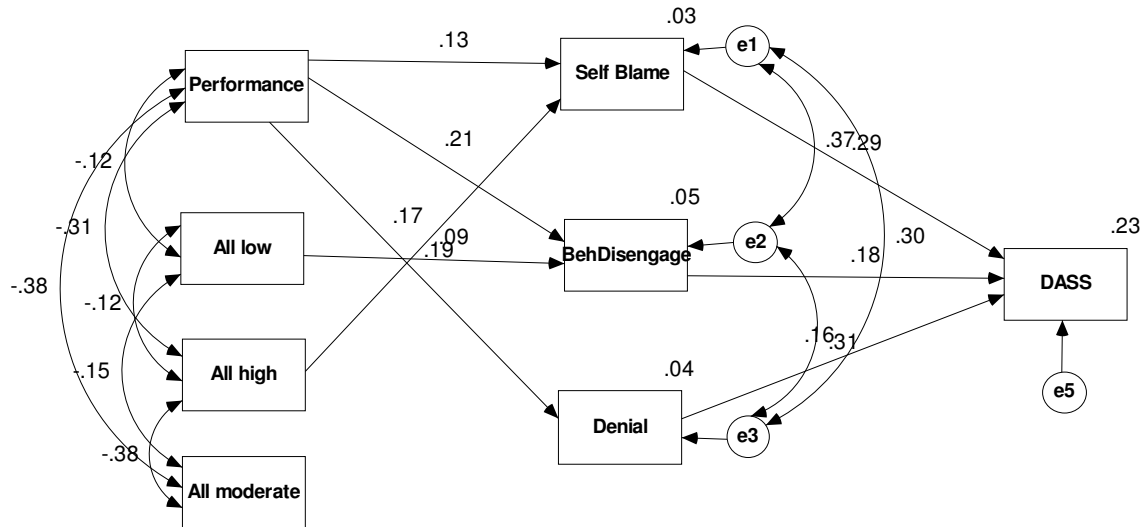 .03
e1
.13
Self Blame
Performance
.21
.37
.29
-.12
.05
.17
.09
.19
-.31
All low
BehDisengage
e2
.30
.18
.23
DASS
-.38
-.12
.16
.31
-.15
All high
.04
e5
Denial
e3
-.38
All moderate